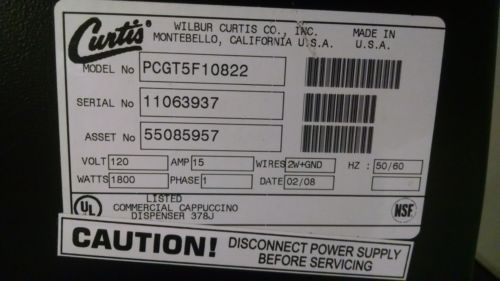 Curtis
WILBUR CURTIS CO., INC.
MONTEBELLO, CALIFORNIA U.S.A.
MADE IN
U.S.A.
MODEL No PCGT5F10822
SERIAL No 11063937
ASSET No 55085957
VOLT 120 AMP 15 WIRES 2W+GND HZ : 50/60
WATTS 1800 PHASE 1 DATE 02/08
UL
LISTED
COMMERCIAL CAPPUCCINO
DISPENSER 378J
NSF
CAUTION! DISCONNECT POWER SUPPLY
BEFORE SERVICING